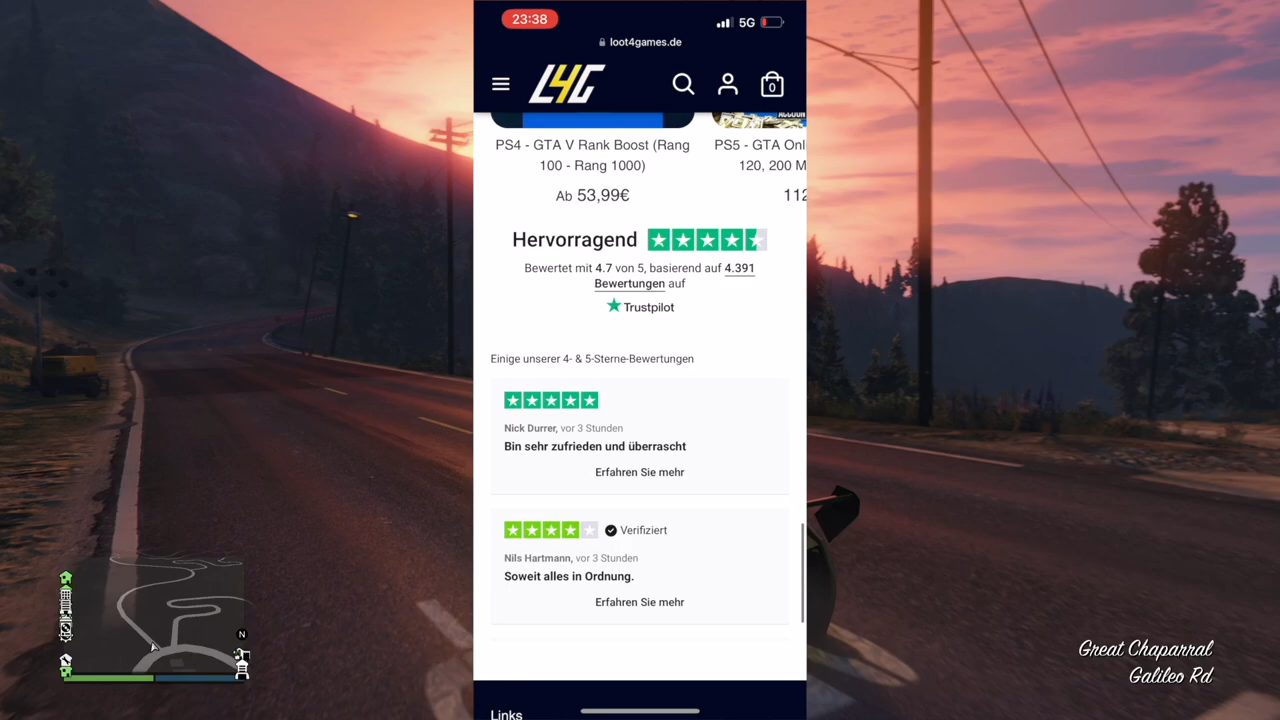 23:38
5G
loot4games.de
L4G
0
ACCOUNT
PS4 - GTA V Rank Boost (Rang
100 - Rang 1000)
Ab 53,99€
PS5 - GTA Onl
120, 200 M
112
Hervorragend
Bewertet mit 4.7 von 5, basierend auf 4.391
Bewertungen auf
Trustpilot
Einige unserer 4- & 5-Sterne-Bewertungen
Nick Durrer, vor 3 Stunden
Bin sehr zufrieden und überrascht
Erfahren Sie mehr
Verifiziert
Nils Hartmann, vor 3 Stunden
Soweit alles in Ordnung.
Erfahren Sie mehr
Links
N
Great Chaparral
Galileo Rd